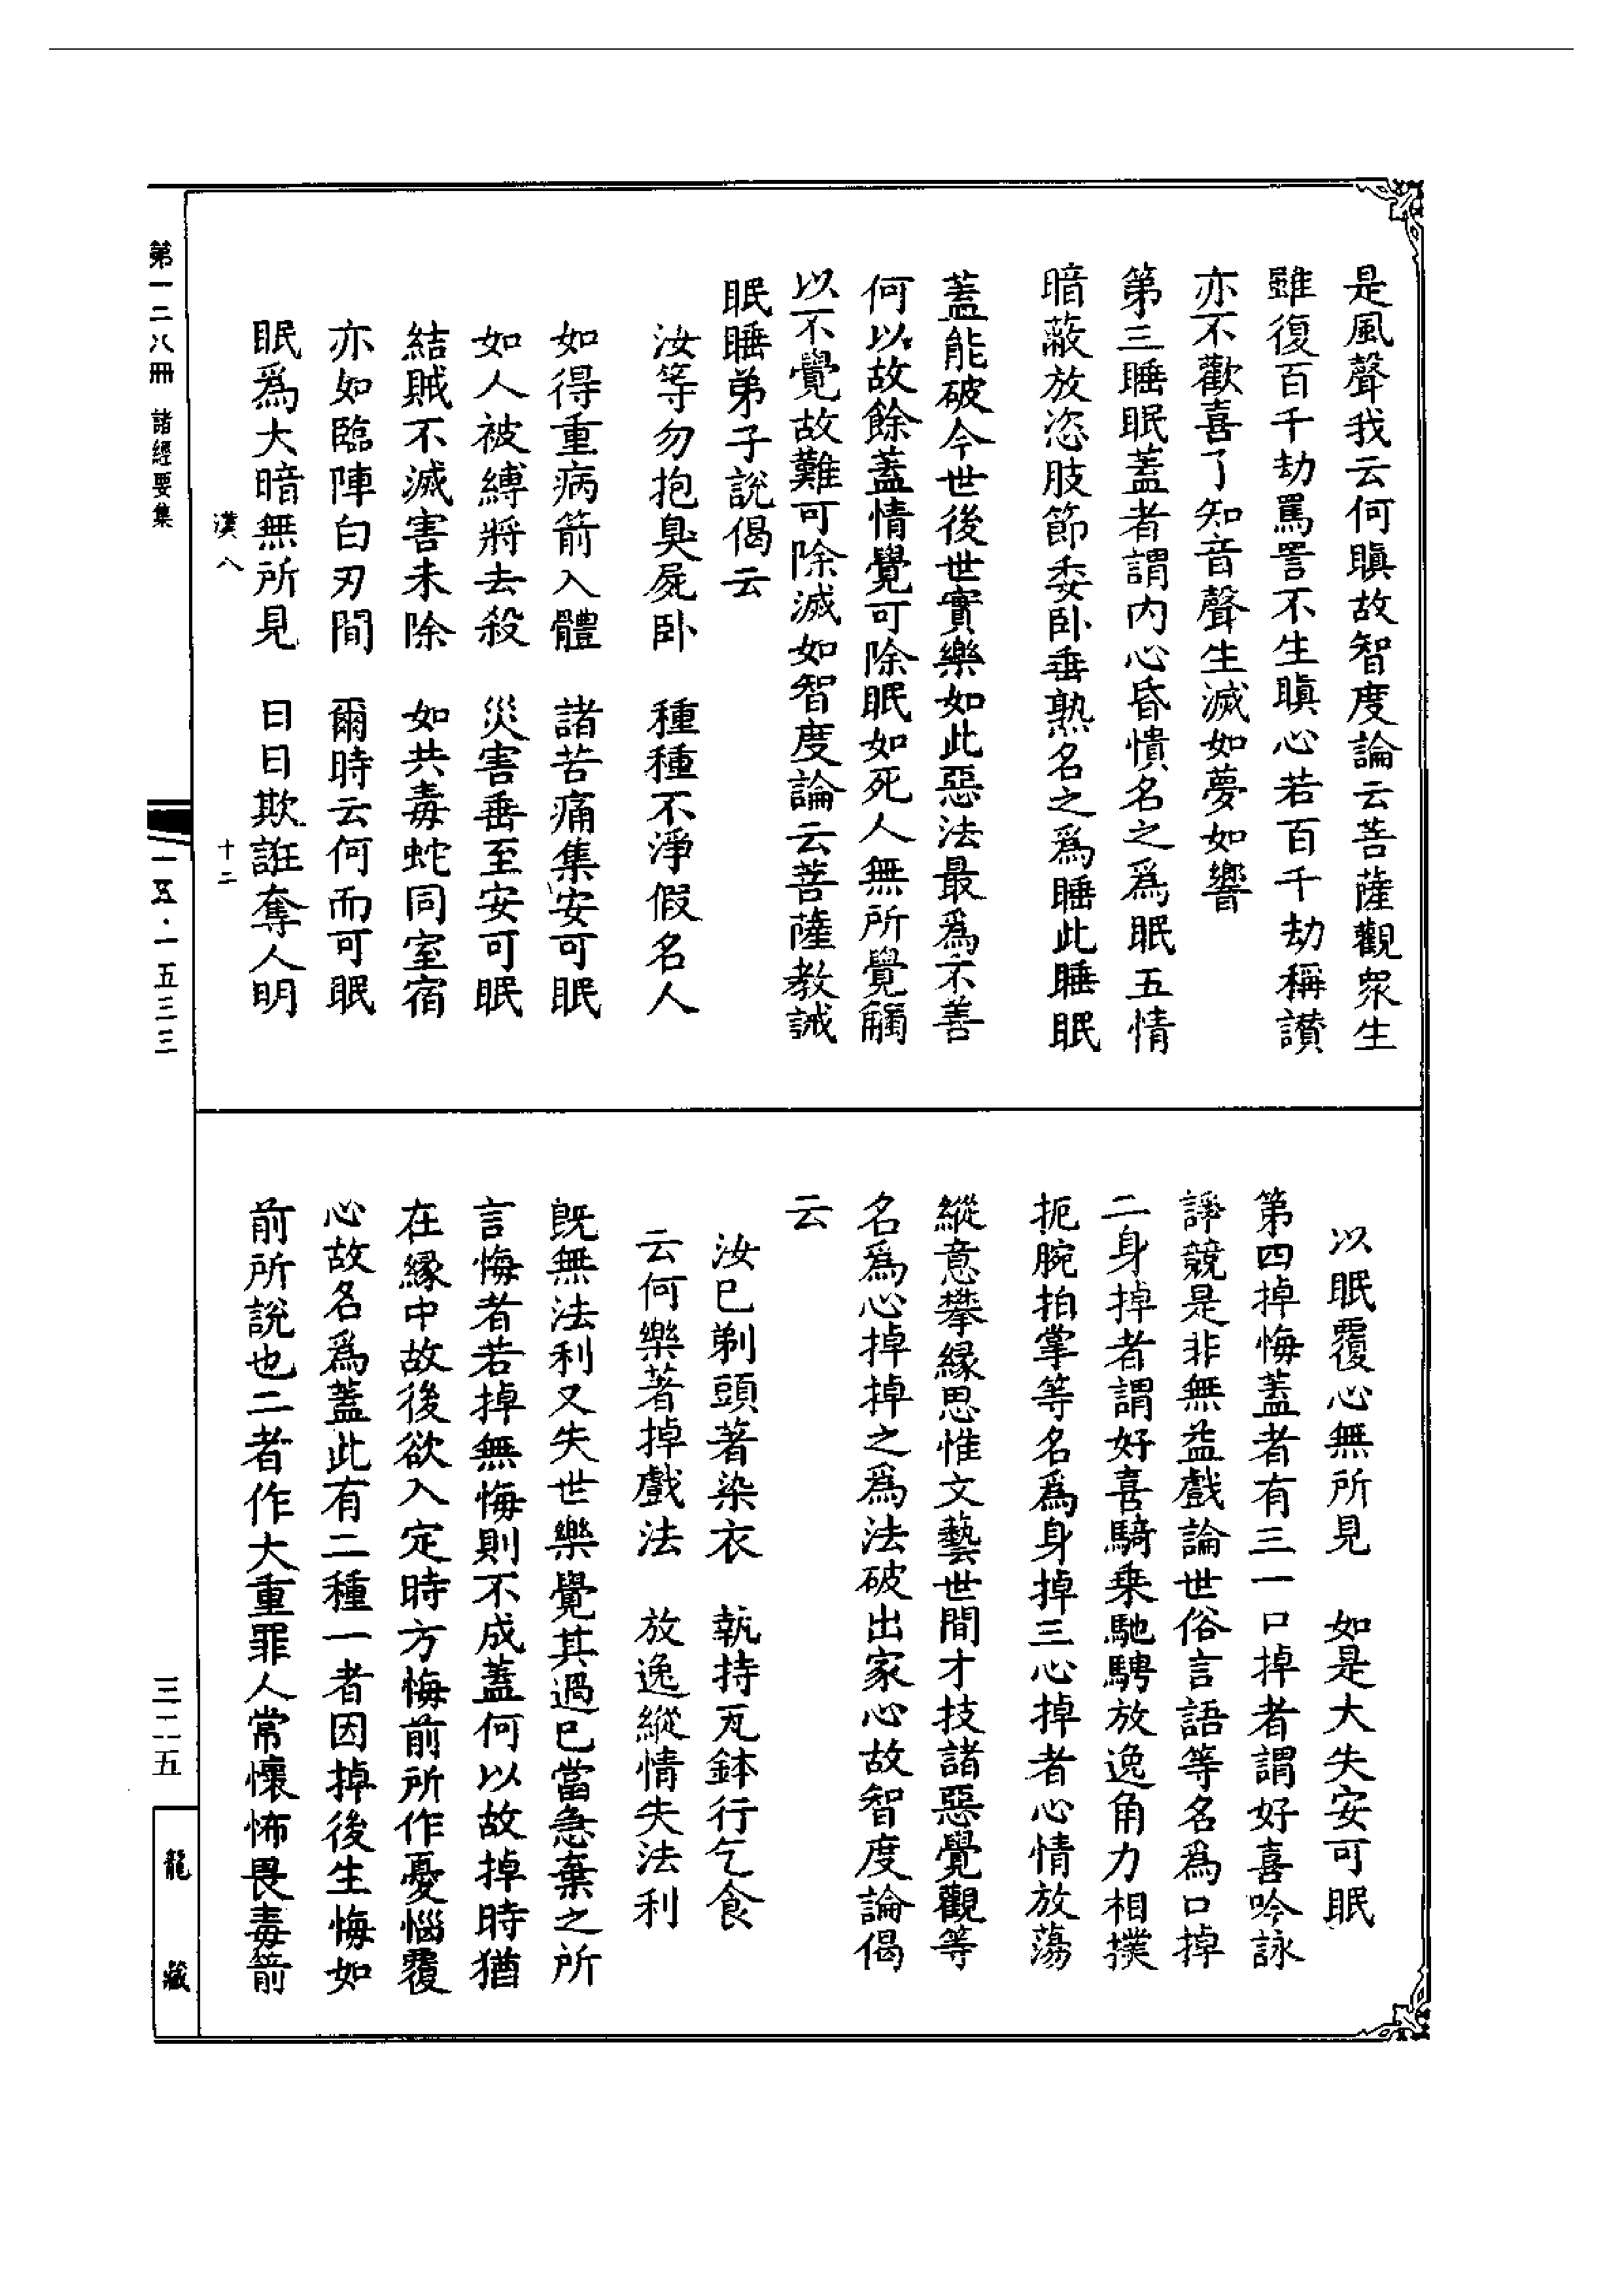 是風聲我云何瞋故智度論云菩薩觀衆生
雖復百千劫罵詈不生瞋心若百千劫稱讚
亦不歡喜了知音聲生滅如夢如響
第三睡眠蓋者謂內心昏憒名之爲眠五情
暗蔽放恣肢節委卧垂熟名之爲睡此睡眠
蓋能破今世後世實樂如此惡法最爲不善
何以故餘蓋情覺可除眠如死人無所覺觸
以不覺故難可除滅如智度論云菩薩教誡
眠睡弟子說偈云
汝等勿抱臭屍卧　種種不淨假名人
如得重病箭入體　諸苦痛集安可眠
如人被縛將去殺　災害垂至安可眠
結賊不滅害未除　如共毒蛇同室宿
亦如臨陣白刃間　爾時云何而可眠
眠爲大暗無所見　日日欺誑奪人明
漢八　十二
以眠覆心無所見　如是大失安可眠
第四掉悔蓋者有三一口掉者謂好喜吟詠
諍競是非無益戲論世俗言語等名爲口掉
二身掉者謂好喜騎乗馳騁放逸角力相撲
扼腕拍掌等名爲身掉三心掉者心情放蕩
縱意攀緣思惟文藝世間才技諸惡覺觀等
名爲心掉掉之爲法破出家心故智度論偈
云
汝巳剃頭著染衣　執持瓦鉢行乞食
云何樂著掉戲法　放逸縱情失法利
旣無法利又失世樂覺其過巳當急棄之所
言悔者若掉無悔則不成蓋何以故掉時猶
在緣中故後欲入定時方悔前所作憂惱覆
心故名爲蓋此有二種一者因掉後生悔如
前所說也二者作大重罪人常懷怖畏毒箭
第一二八冊　諸經要集
一五·一五三三
三二五
龍藏